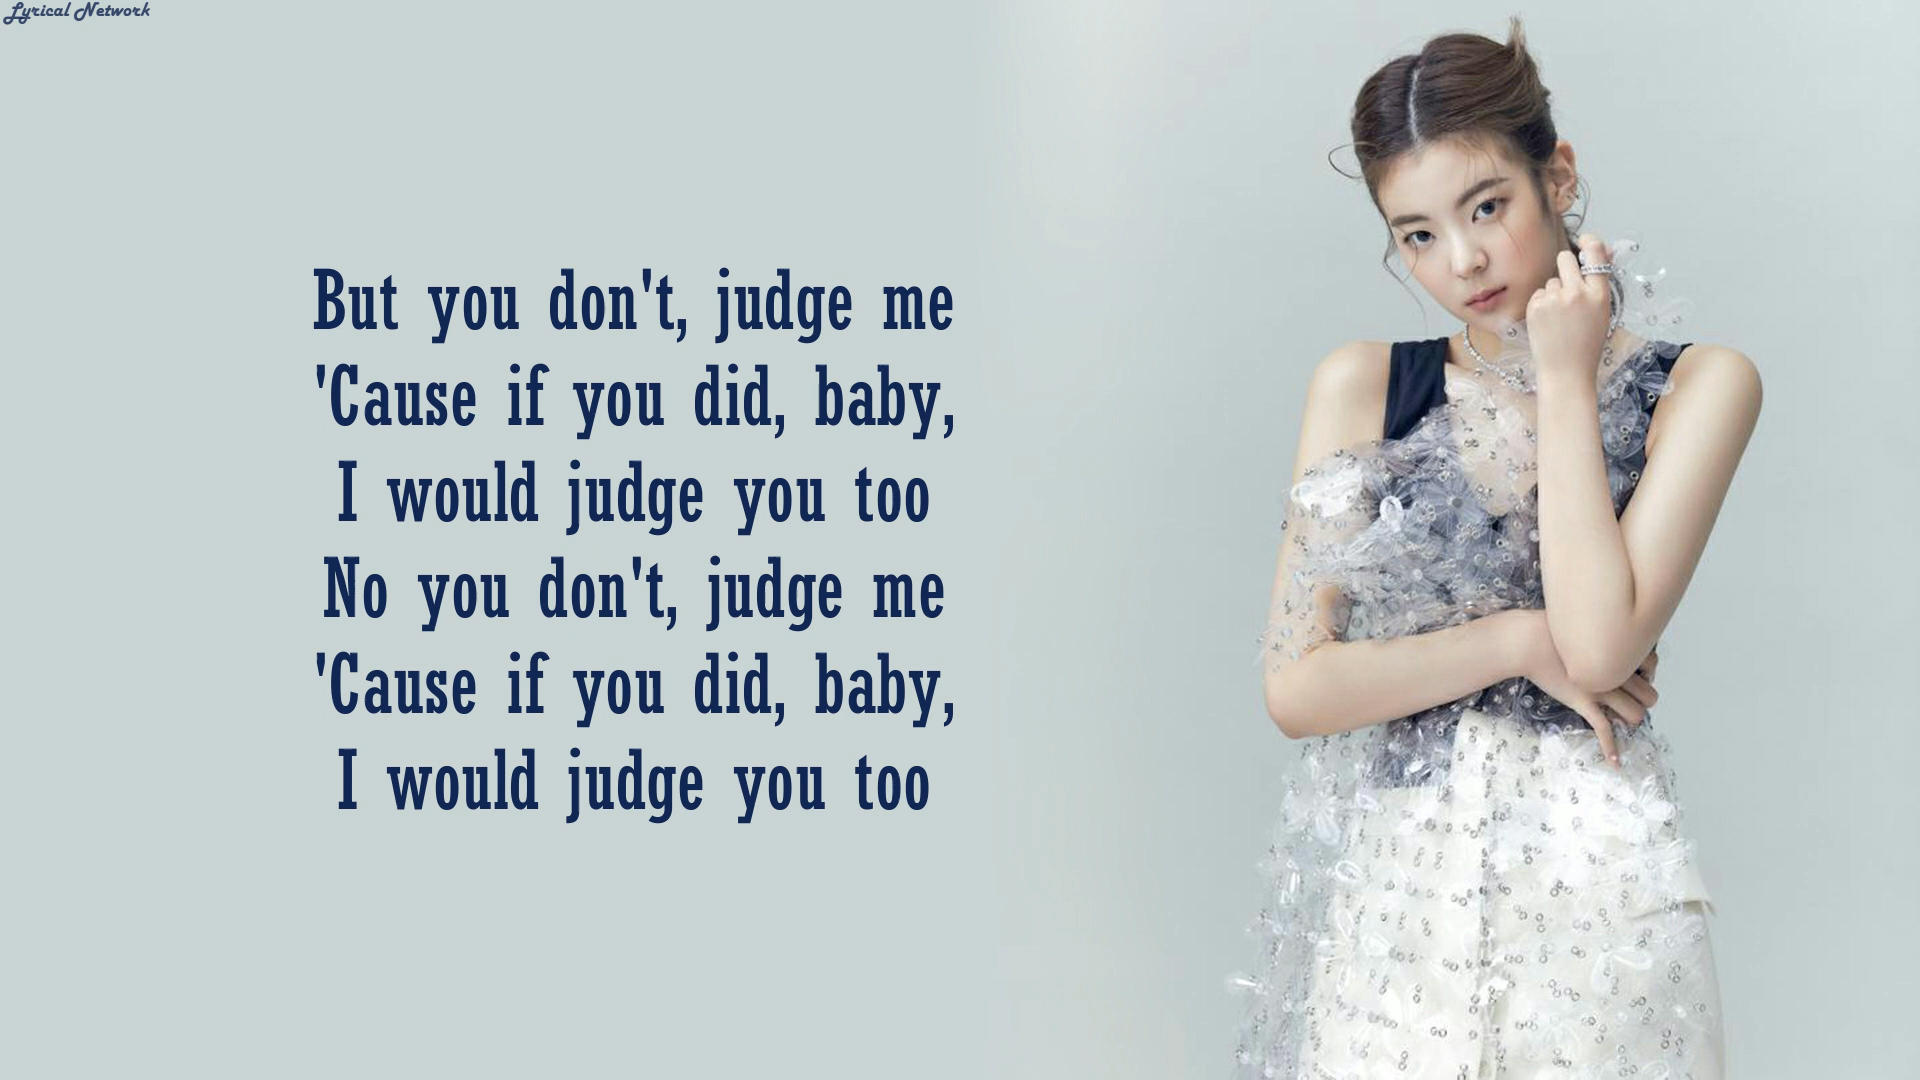 Lyrical Network
But you don't, judge me
'Cause if you did, baby,
I would judge you too
No you don't, judge me
'Cause if you did, baby,
I would judge you too